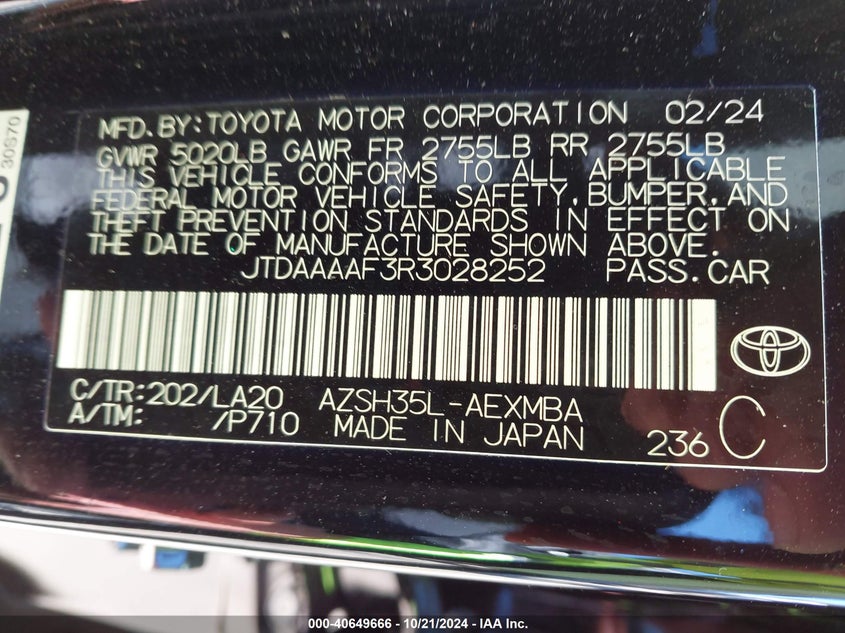 30S70
MFD.BY:TOYOTA MOTOR CORPORATION 02/24
GVWR 5020LB GAWR FR 2755LB RR 2755LB
THIS VEHICLE CONFORMS TO ALL APPLICABLE
FEDERAL MOTOR VEHICLE SAFETY,BUMPER,AND
THEFT PREVENTION STANDARDS IN EFFECT ON
THE DATE OF MANUFACTURE SHOWN ABOVE.
JTDAAAAF3R3028252 PASS.CAR
C/TR:202/LA20 AZSH35L-AEXMBA
A/TM: /P710 MADE IN JAPAN 236 C
000-40649666 - 10/21/2024 - IAA Inc.